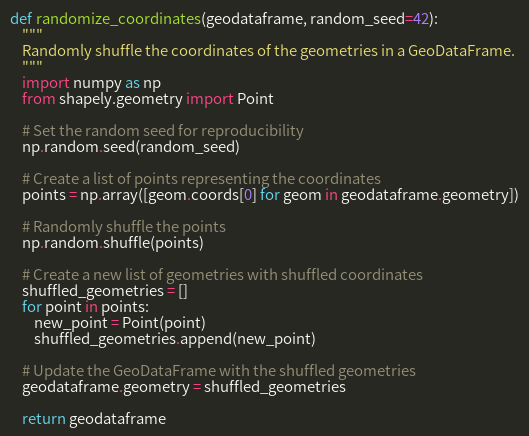 def randomize_coordinates(geodataframe, random_seed=42):
    """
    Randomly shuffle the coordinates of the geometries in a GeoDataFrame.
    """
    import numpy as np
    from shapely.geometry import Point

    # Set the random seed for reproducibility
    np.random.seed(random_seed)

    # Create a list of points representing the coordinates
    points = np.array([geom.coords[0] for geom in geodataframe.geometry])

    # Randomly shuffle the points
    np.random.shuffle(points)

    # Create a new list of geometries with shuffled coordinates
    shuffled_geometries = []
    for point in points:
        new_point = Point(point)
        shuffled_geometries.append(new_point)

    # Update the GeoDataFrame with the shuffled geometries
    geodataframe.geometry = shuffled_geometries

    return geodataframe